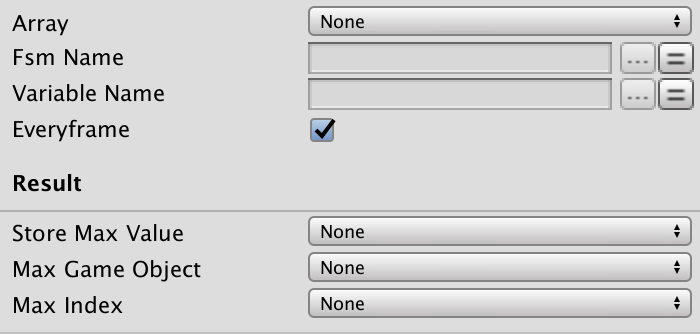 Array None
Fsm Name ... =
Variable Name ... =
Everyframe
Result
Store Max Value None
Max Game Object None
Max Index None